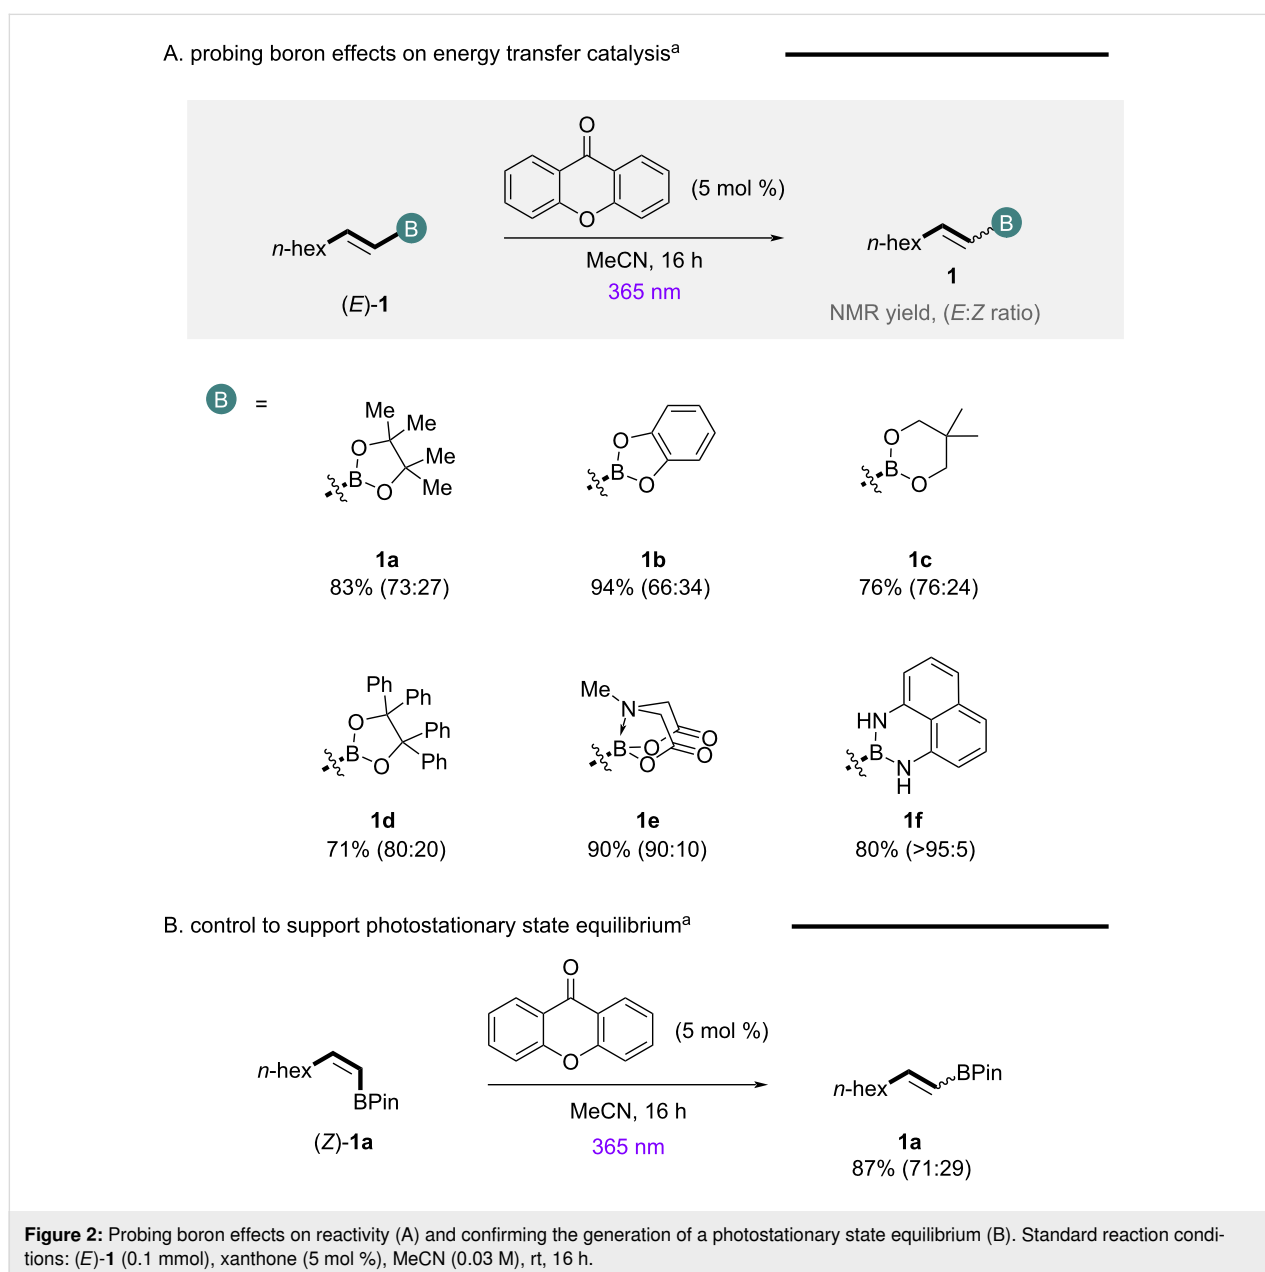 A. probing boron effects on energy transfer catalysisᵃ
O
O
(5 mol %)
n-hex
B
(E)-1
MeCN, 16 h
365 nm
n-hex
B
1
NMR yield, (E:Z ratio)
B =
Me
Me
Me
Me
O
B
O
O
B
O
O
B
O
1a
1b
1c
83% (73:27)
94% (66:34)
76% (76:24)
Ph
Ph
Ph
Ph
O
B
O
Me
N
B
O
O
O
O
HN
B
N
H
1d
1e
1f
71% (80:20)
90% (90:10)
80% (>95:5)
B. control to support photostationary state equilibriumᵃ
O
O
(5 mol %)
n-hex
BPin
(Z)-1a
MeCN, 16 h
365 nm
n-hex
BPin
1a
87% (71:29)
Figure 2: Probing boron effects on reactivity (A) and confirming the generation of a photostationary state equilibrium (B). Standard reaction condi-
tions: (E)-1 (0.1 mmol), xanthone (5 mol %), MeCN (0.03 M), rt, 16 h.